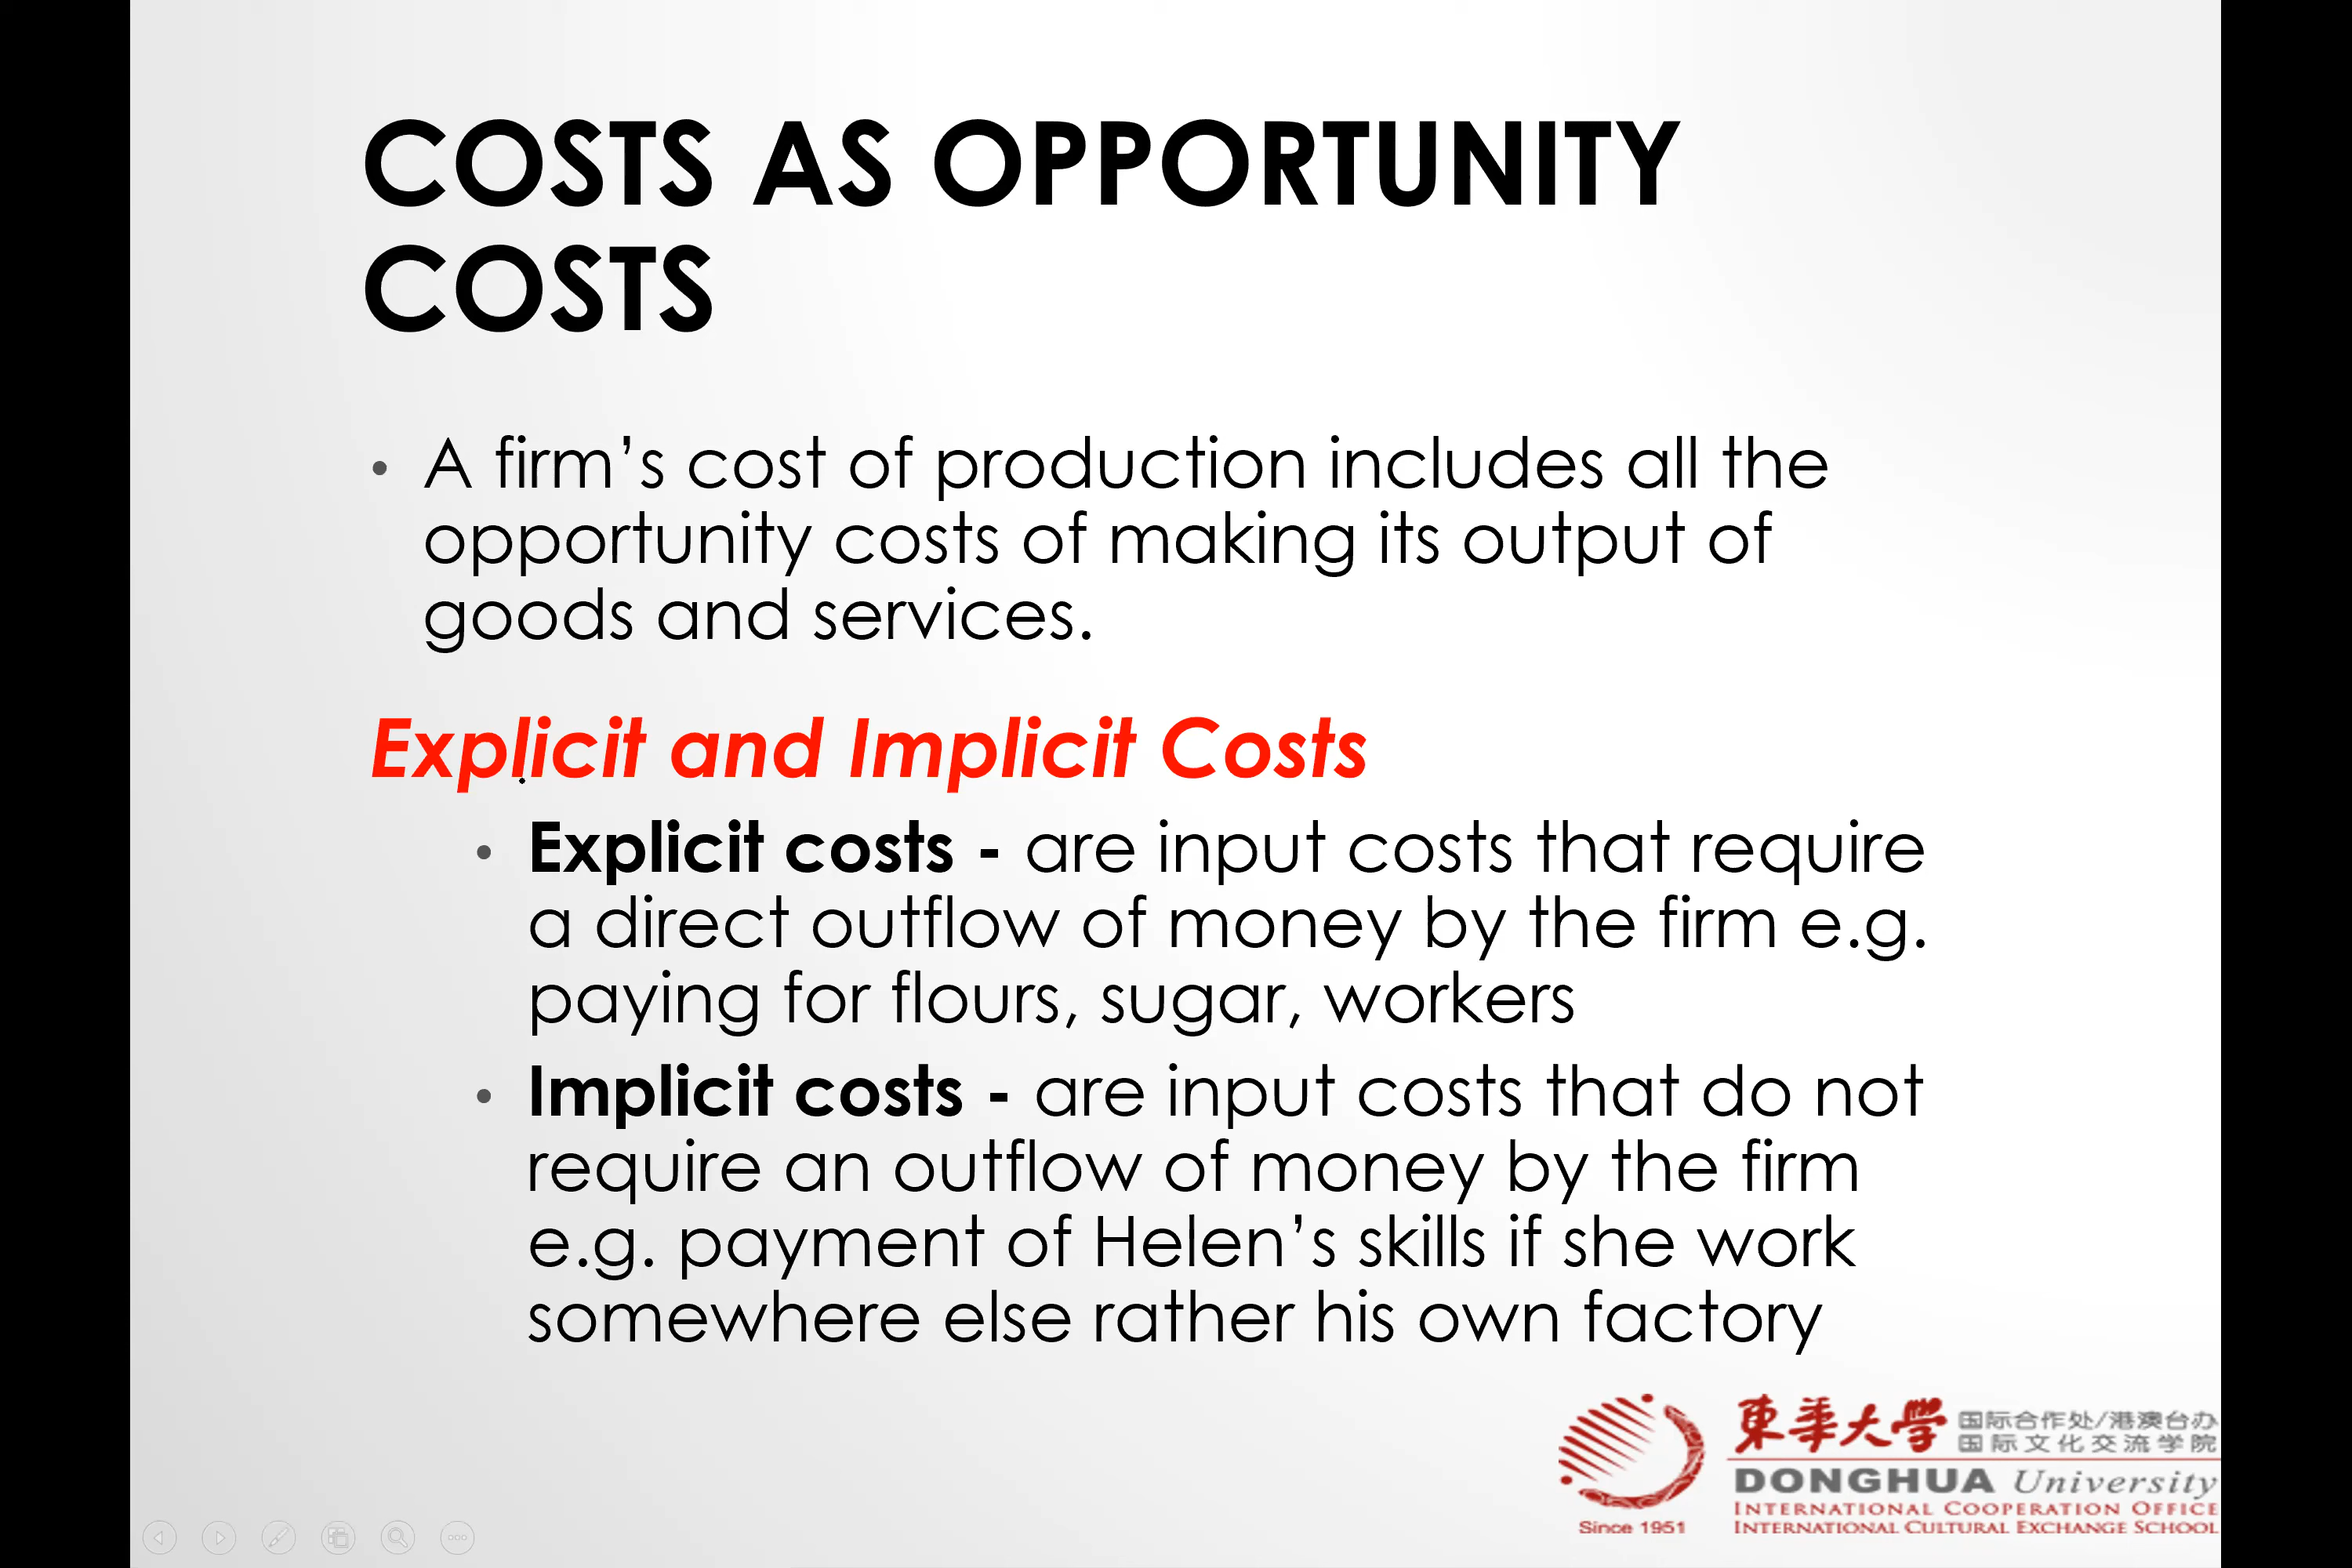 COSTS AS OPPORTUNITY
COSTS
• A firm’s cost of production includes all the
opportunity costs of making its output of
goods and services.
Explicit and Implicit Costs
• Explicit costs - are input costs that require
a direct outflow of money by the firm e.g.
paying for flours, sugar, workers
• Implicit costs - are input costs that do not
require an outflow of money by the firm
e.g. payment of Helen’s skills if she work
somewhere else rather his own factory
Since 1951
東華大學
国际合作处/港澳台办
国际文化交流学院
DONGHUA University
INTERNATIONAL COOPERATION OFFICE
INTERNATIONAL CULTURAL EXCHANGE SCHOOL